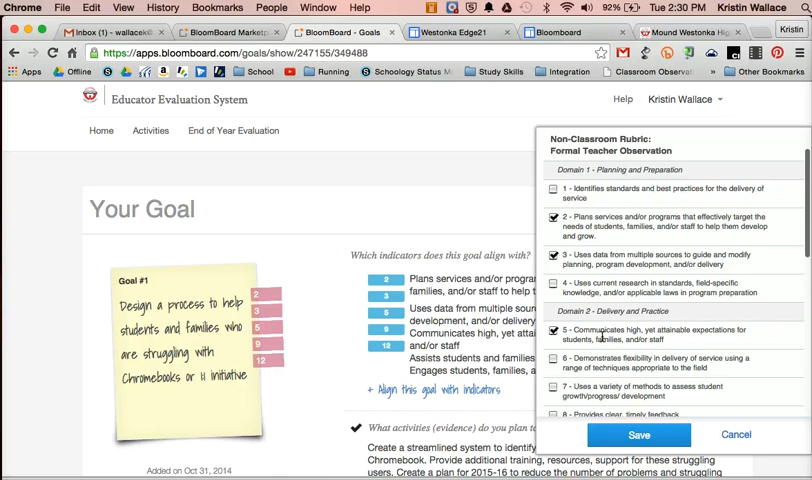 Chrome File Edit View History Bookmarks People Window Help 92% Tue 2:30 PM Kristin Wallace
Inbox (1) - wallacek@ BloomBoard Marketp BloomBoard - Goals Westonka Edge21 Bloomboard Mound Westonka Hig Kristin
https://apps.bloomboard.com/goals/show/247155/349488
Apps Offline School Running Schoology Status Mo Study Skills Integration Classroom Observat » Other Bookmarks
Educator Evaluation System
Help Kristin Wallace
Home Activities End of Year Evaluation
Your Goal
Goal #1
Design a process to help
students and families who
are struggling with
Chromebooks or 1:1 initiative
2
3
5
9
12
Added on Oct 31, 2014
Which indicators does this goal align with?
2
3
5
9
12
Plans services and/or progra
families, and/or staff to help
Uses data from multiple sourc
development, and/or delivery
Communicates high, yet attain
and/or staff
Assists students and families
Engages students, families, a
+ Align this goal with indicators
What activities (evidence) do you plan to
Create a streamlined system to identify
Chromebook. Provide additional training, resources, support for these struggling
users. Create a plan for 2015-16 to reduce the number of problems and struggling
Non-Classroom Rubric:
Formal Teacher Observation
Domain 1 - Planning and Preparation
1 - Identifies standards and best practices for the delivery of
service
2 - Plans services and/or programs that effectively target the
needs of students, families, and/or staff to help them develop
and grow.
3 - Uses data from multiple sources to guide and modify
planning, program development, and/or delivery
4 - Uses current research in standards, field-specific
knowledge, and/or applicable laws in program preparation
Domain 2 - Delivery and Practice
5 - Communicates high, yet attainable expectations for
students, families, and/or staff
6 - Demonstrates flexibility in delivery of service using a
range of techniques appropriate to the field
7 - Uses a variety of methods to assess student
growth/progress/ development
8 - Provides clear, timely feedback
Save Cancel